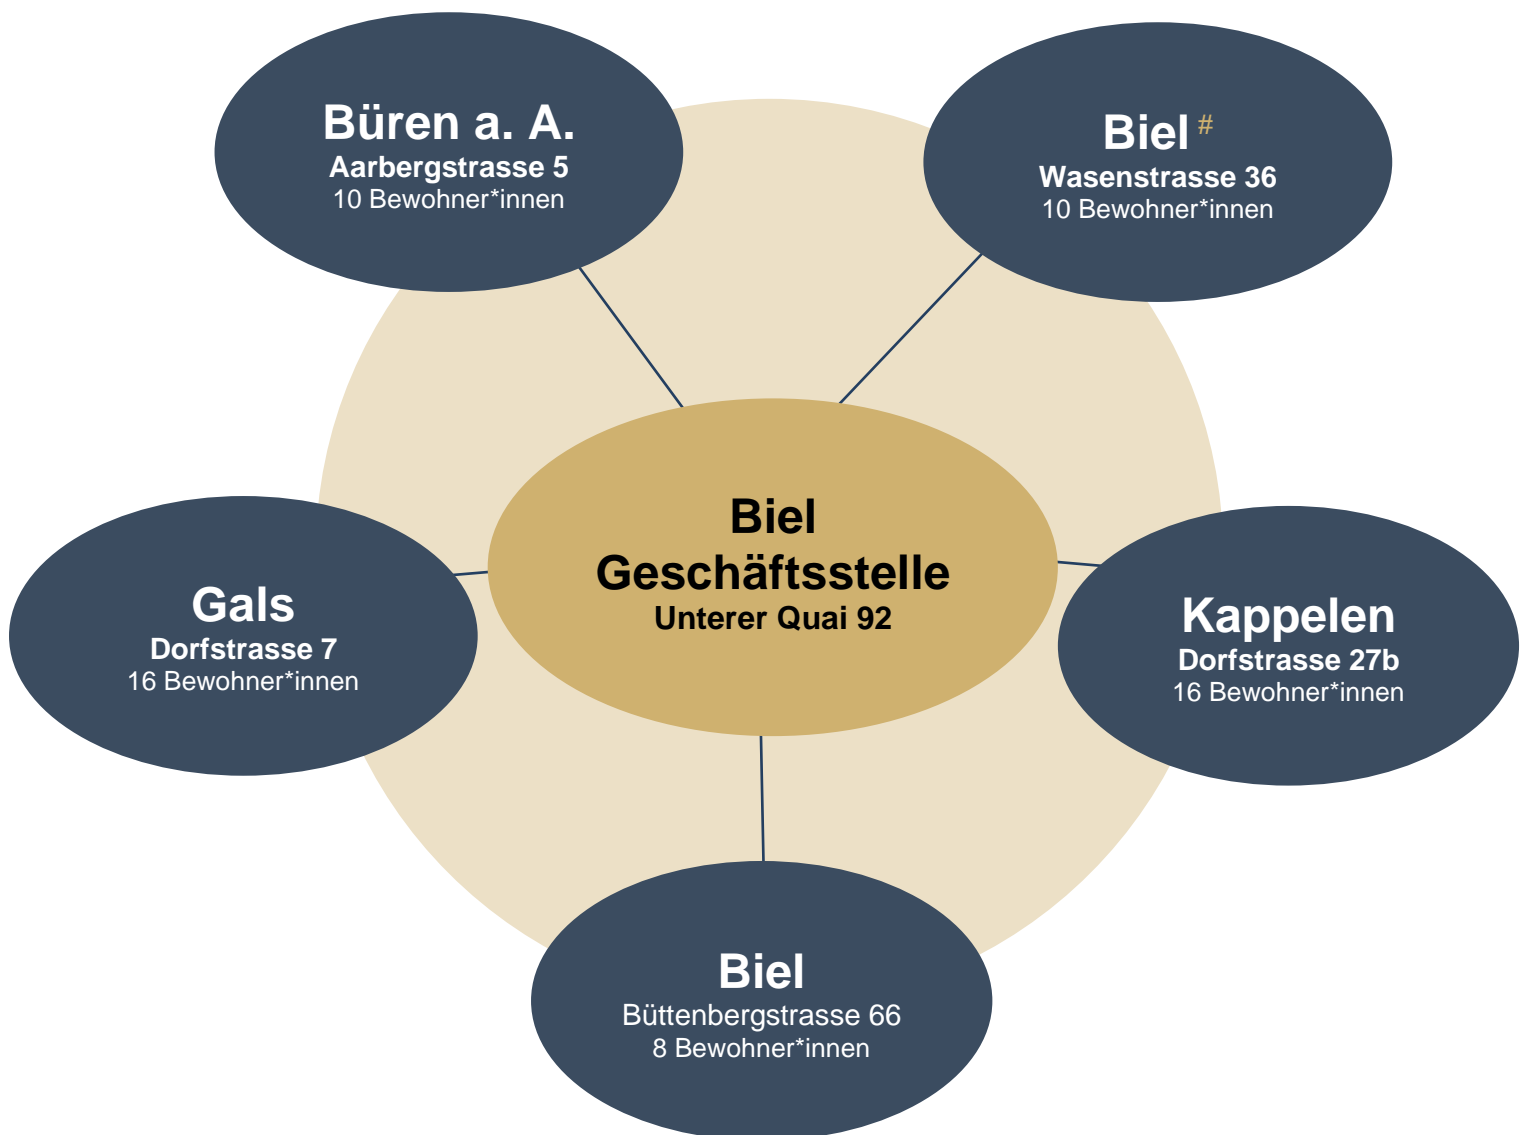 Büren a. A.
Aarbergstrasse 5
10 Bewohner*innen
Biel #
Wasenstrasse 36
10 Bewohner*innen
Biel
Geschäftsstelle
Unterer Quai 92
Gals
Dorfstrasse 7
16 Bewohner*innen
Kappelen
Dorfstrasse 27b
16 Bewohner*innen
Biel
Büttenbergstrasse 66
8 Bewohner*innen